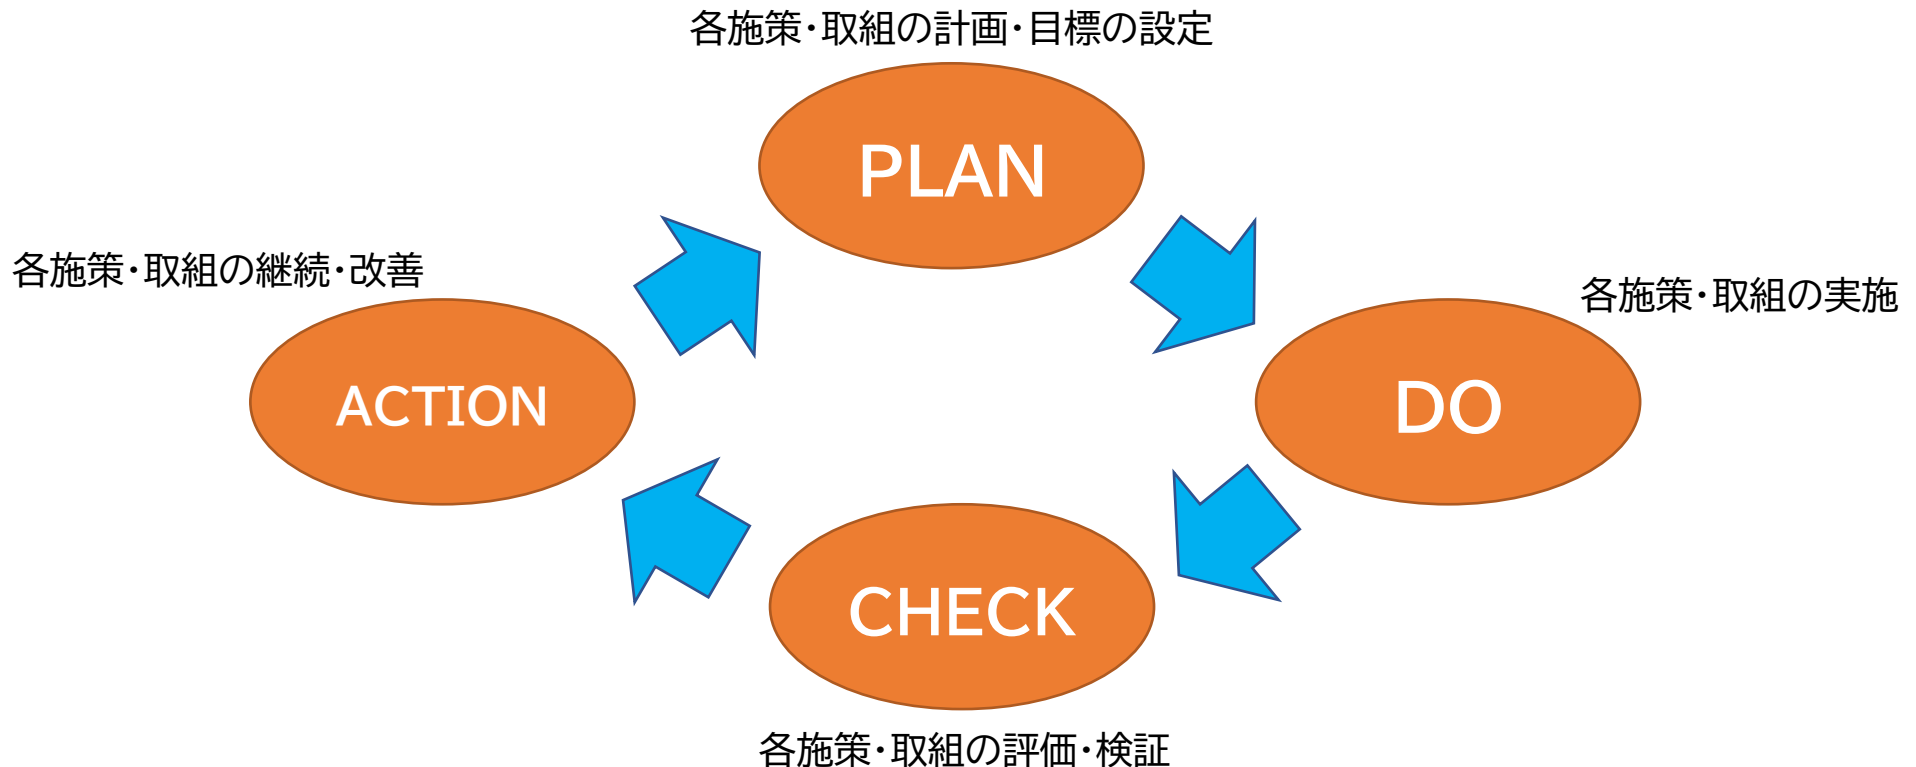 各施策・取組の計画・目標の設定
PLAN
各施策・取組の継続・改善
各施策・取組の実施
ACTION
DO
CHECK
各施策・取組の評価・検証